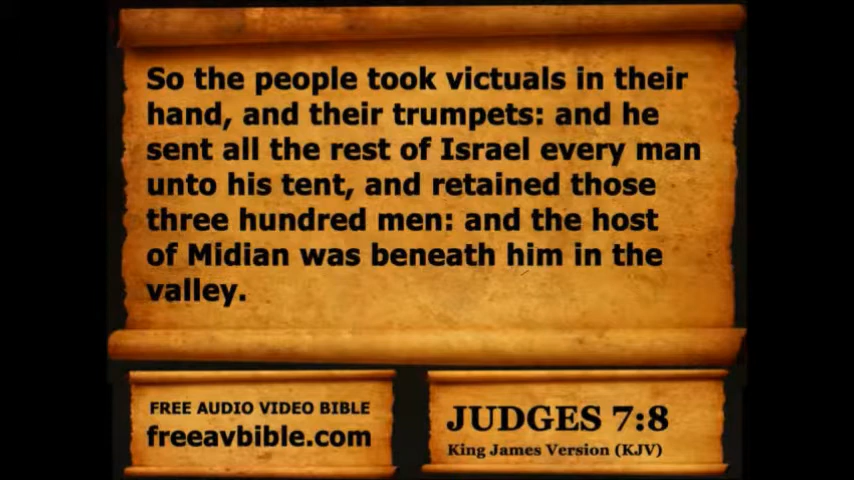 So the people took victuals in their
hand, and their trumpets: and he
sent all the rest of Israel every man
unto his tent, and retained those
three hundred men: and the host
of Midian was beneath him in the
valley.
FREE AUDIO VIDEO BIBLE
freeavbible.com
JUDGES 7:8
King James Version (KJV)